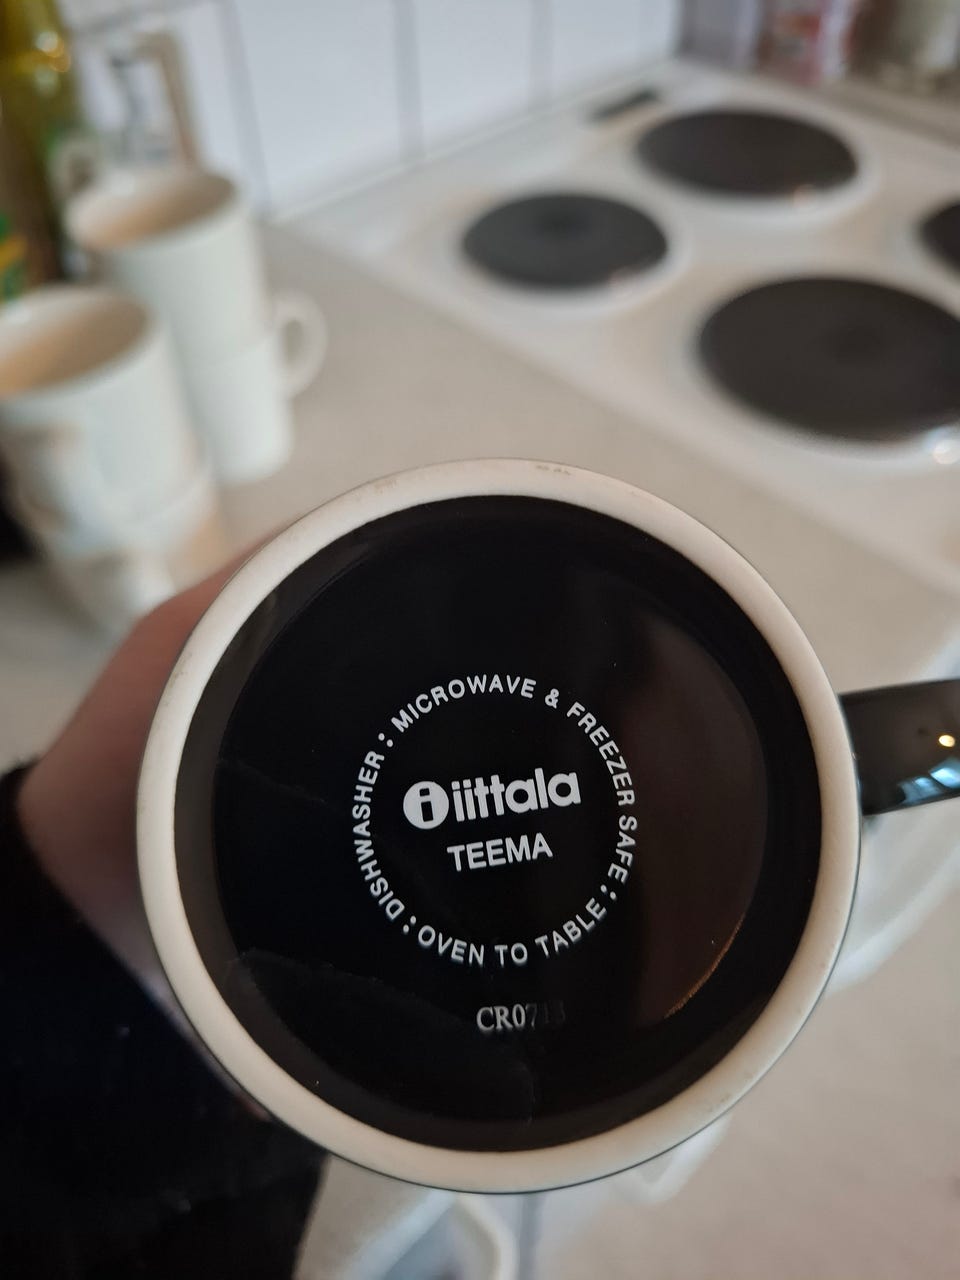 DISHWASHER : MICROWAVE & FREEZER SAFE : OVEN TO TABLE :
i iittala
TEEMA